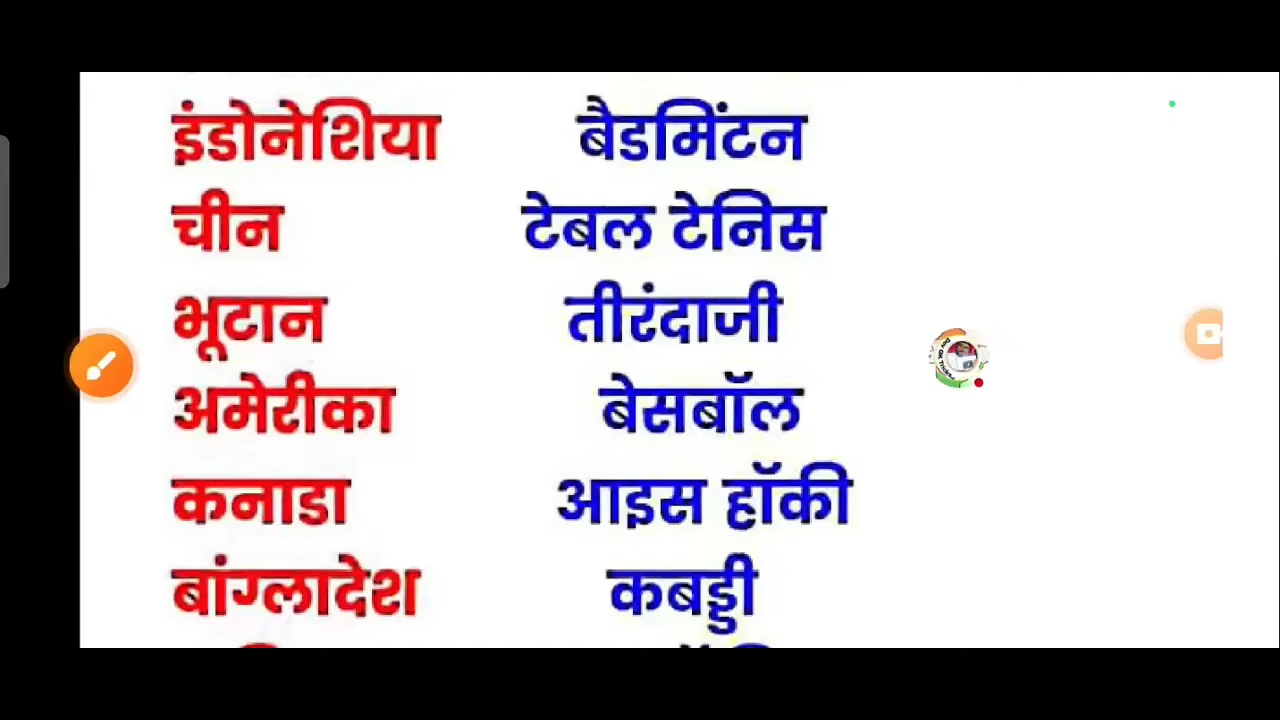 इंडोनेशिया बैडमिंटन
चीन टेबल टेनिस
भूटान तीरंदाजी
अमेरीका बेसबॉल
कनाडा आइस हॉकी
बांग्लादेश कबड्डी